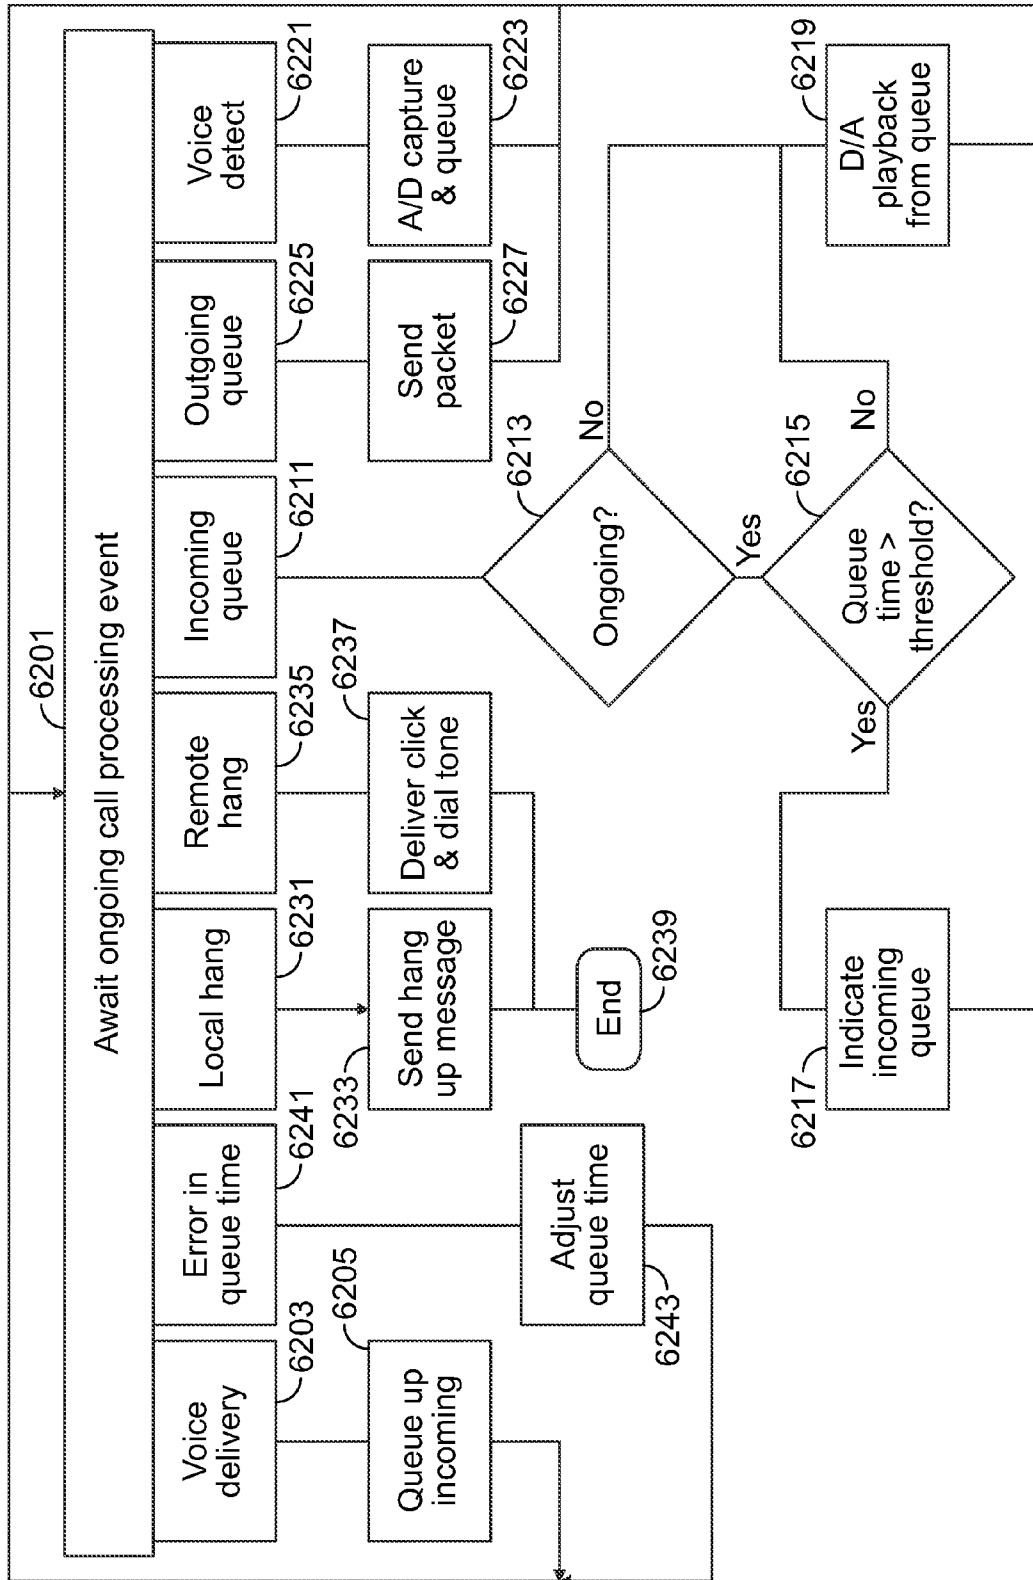 6201
Await ongoing call processing event
Voice
delivery
6203
Error in
queue time
6241
Local hang
6231
Remote
hang
6235
Incoming
queue
6211
Outgoing
queue
6225
Voice
detect
6221
Queue up
incoming
6205
Send hang
up message
6233
Deliver click
& dial tone
6237
Send
packet
6227
A/D capture
& queue
6223
Adjust
queue time
6243
End
6239
Ongoing?
6213
No
Yes
Queue
time >
threshold?
6215
Yes
No
Indicate
incoming
queue
6217
D/A
playback
from queue
6219